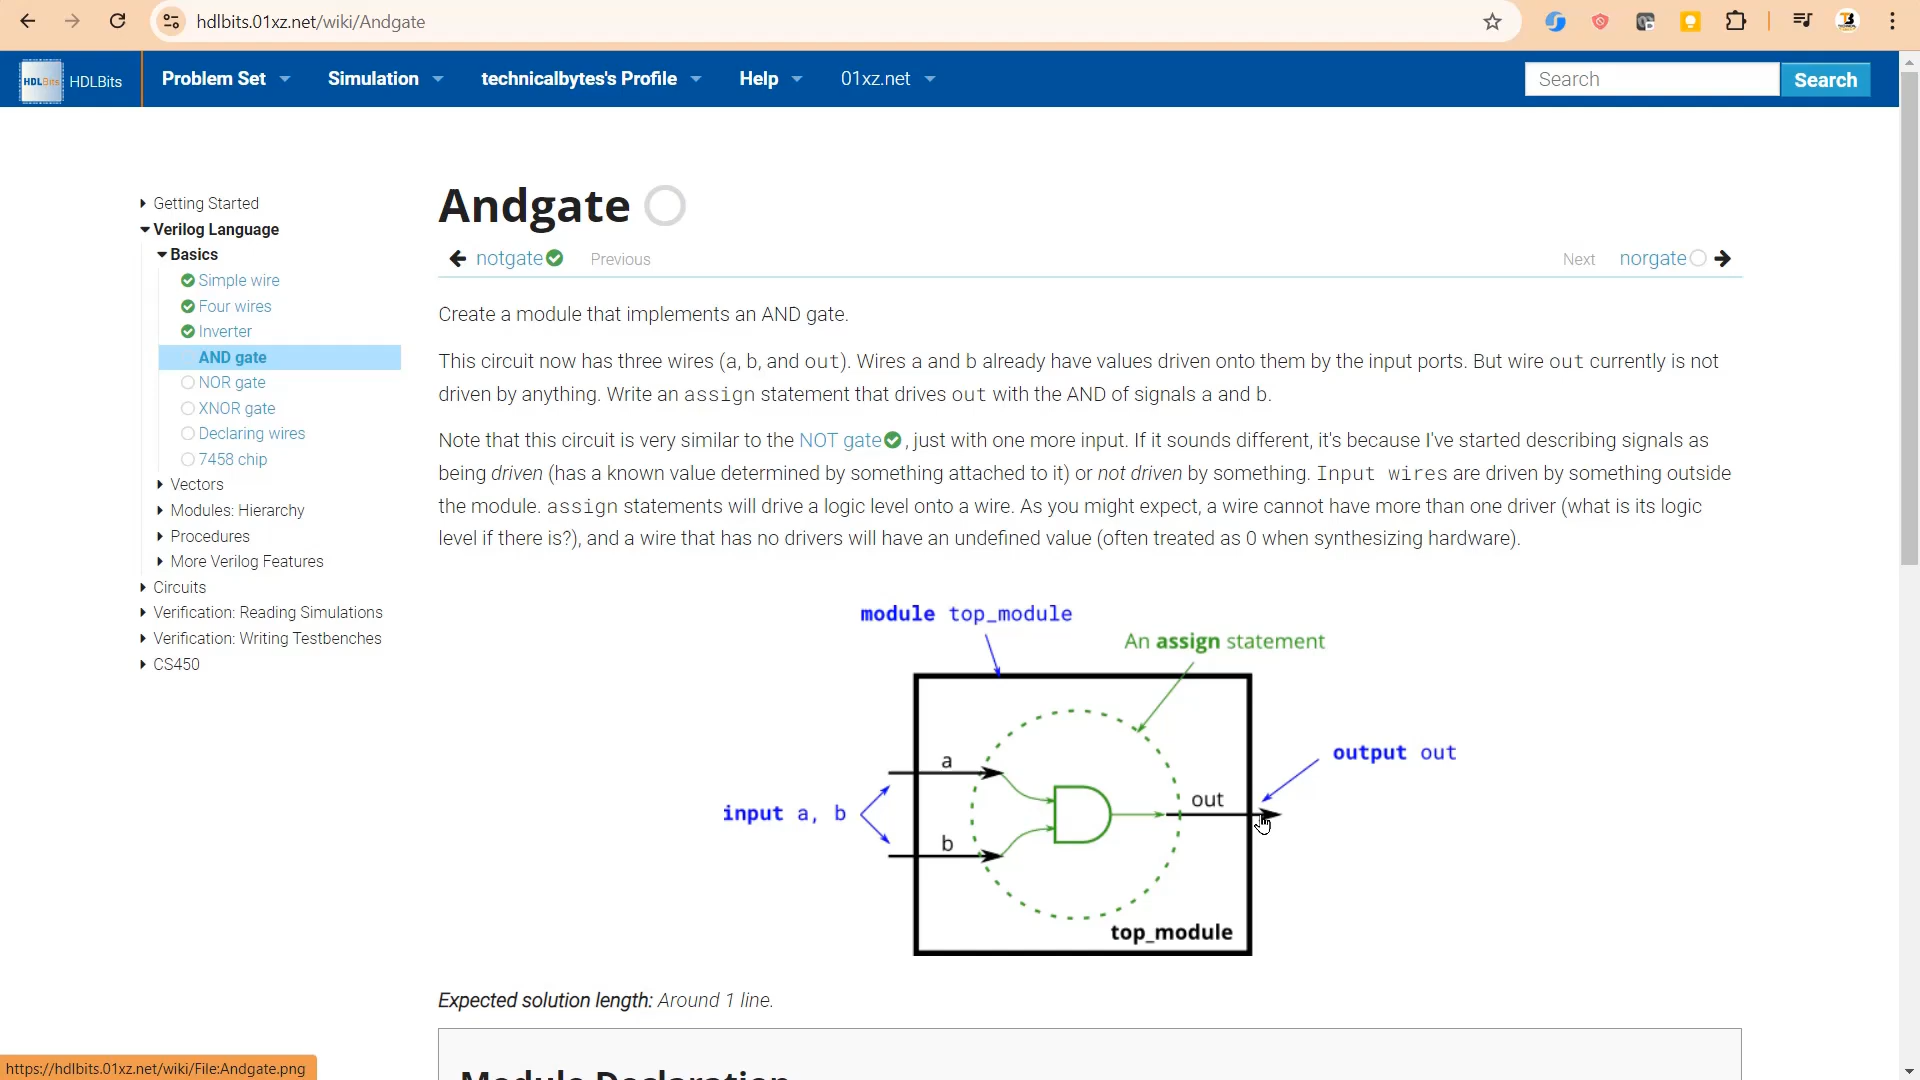 hdlbits.01xz.net/wiki/Andgate
HDLBits HDLBits Problem Set Simulation technicalbytes's Profile Help 01xz.net Search Search
Getting Started
Verilog Language
Basics
Simple wire
Four wires
Inverter
AND gate
NOR gate
XNOR gate
Declaring wires
7458 chip
Vectors
Modules: Hierarchy
Procedures
More Verilog Features
Circuits
Verification: Reading Simulations
Verification: Writing Testbenches
CS450
Andgate
notgate Previous Next norgate
Create a module that implements an AND gate.
This circuit now has three wires (a, b, and out). Wires a and b already have values driven onto them by the input ports. But wire out currently is not
driven by anything. Write an assign statement that drives out with the AND of signals a and b.
Note that this circuit is very similar to the NOT gate, just with one more input. If it sounds different, it's because I've started describing signals as
being driven (has a known value determined by something attached to it) or not driven by something. Input wires are driven by something outside
the module. assign statements will drive a logic level onto a wire. As you might expect, a wire cannot have more than one driver (what is its logic
level if there is?), and a wire that has no drivers will have an undefined value (often treated as 0 when synthesizing hardware).
module top_module
An assign statement
output out
a
out
input a, b
b
top_module
Expected solution length: Around 1 line.
Module Declaration
https://hdlbits.01xz.net/wiki/File:Andgate.png